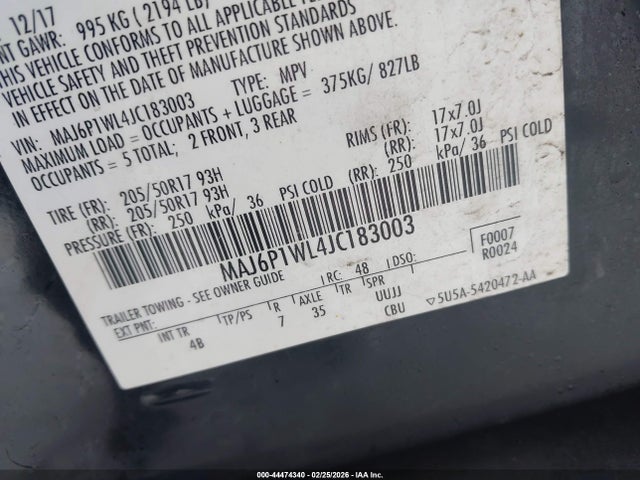 12/17
NT GAWR: 995 KG ( 2194 LB)
THIS VEHICLE CONFORMS TO ALL APPLICABLE
VEHICLE SAFETY AND THEFT PREVENTION STANDARDS
IN EFFECT ON THE DATE OF MANUFACTURE SHOWN ABOVE.
VIN: MAJ6P1WL4JC183003 TYPE: MPV
MAXIMUM LOAD = OCCUPANTS + LUGGAGE = 375KG/ 827LB
OCCUPANTS = 5 TOTAL; 2 FRONT, 3 REAR
TIRE (FR): 205/50R17 93H RIMS (FR): 17x7.0J
(RR): 205/50R17 93H (RR): 17x7.0J
PRESSURE (FR): 250 kPa/ 36 PSI COLD (RR): 250 kPa/ 36 PSI COLD
MAJ6P1WL4JC183003
F0007
R0024
TRAILER TOWING - SEE OWNER GUIDE RC: 48 DSO:
EXT PNT: INT TR TP/PS R AXLE TR SPR
4B 7 35 UUJJ
CBU 5U5A-5420472-AA
000-44474340 - 02/25/2026 - IAA Inc.